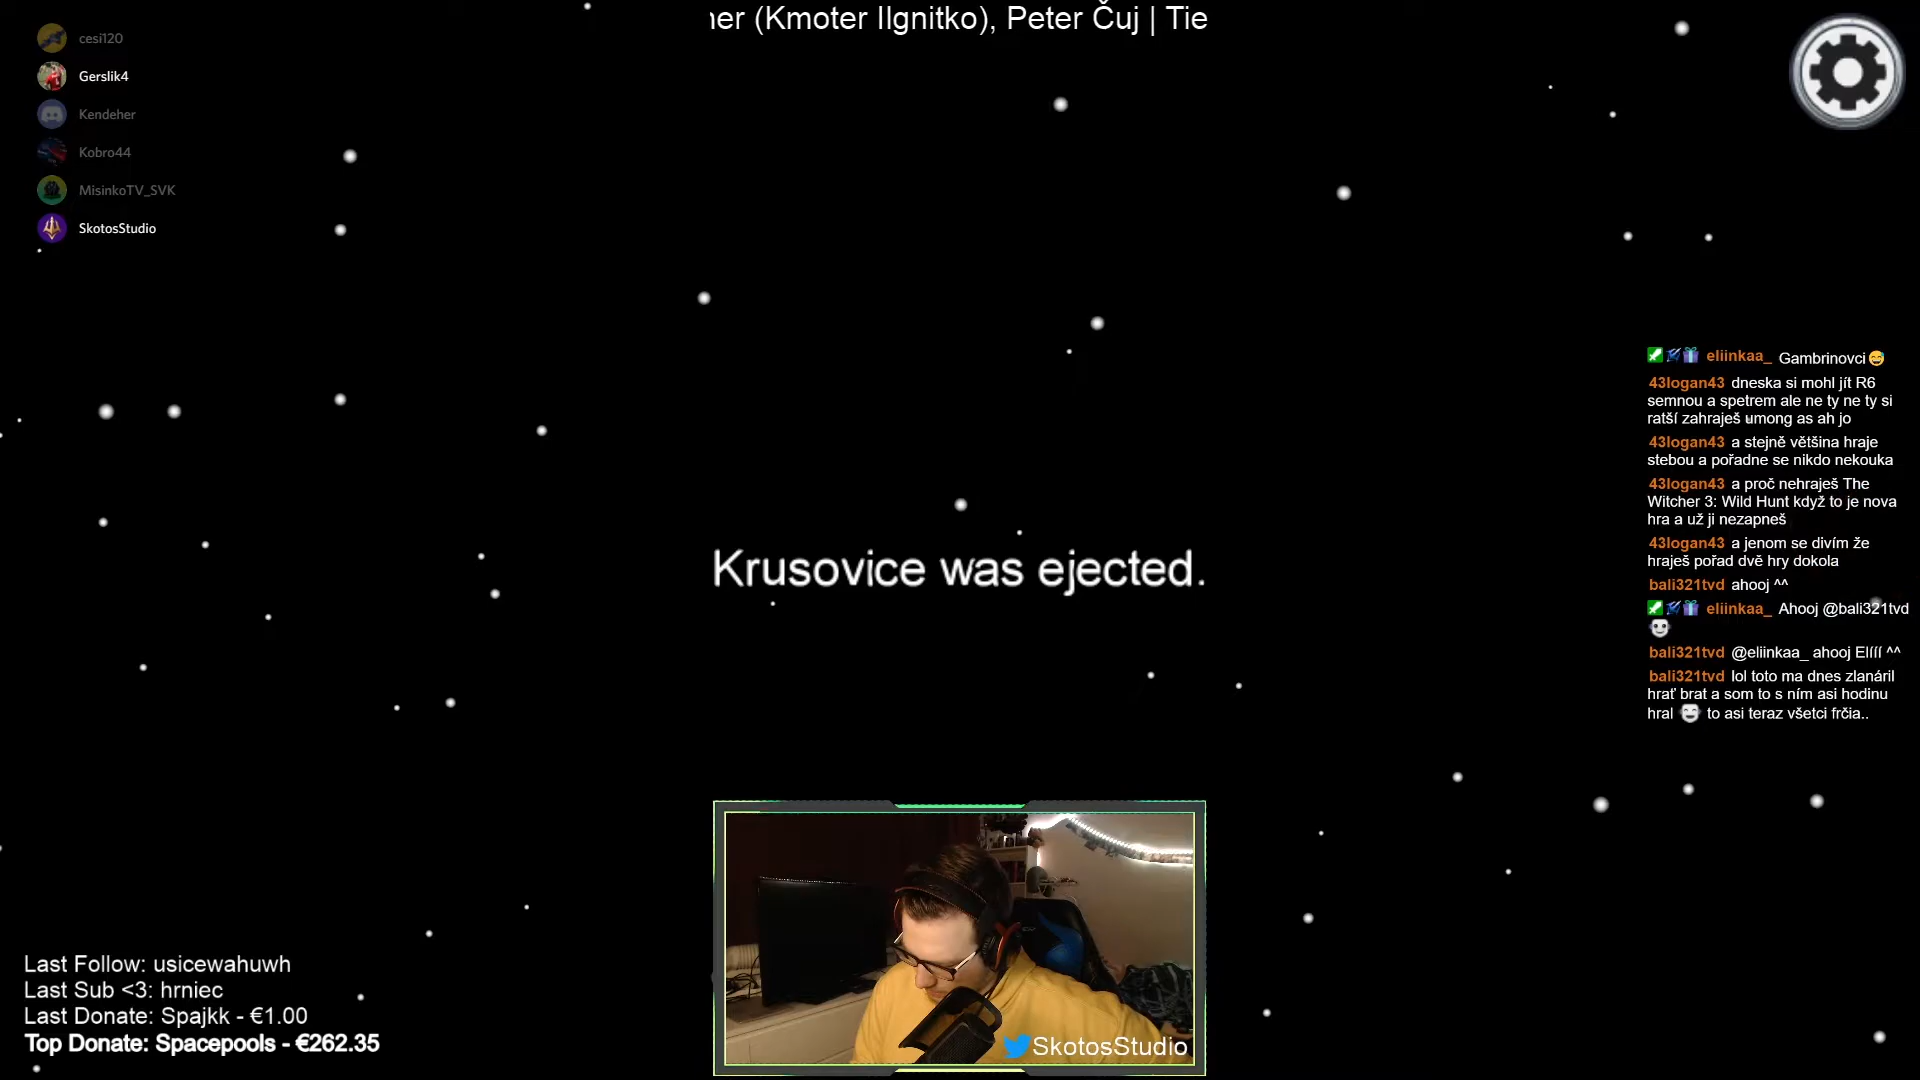 (Kmoter Ilgnitko), Peter Čuj | Tie
cesi120
Gerslik4
Kendeher
Kobro44
MisinkoTV_SVK
SkotosStudio
eliinkaa_ Gambrinovci
43logan43 dneska si mohl jít R6
semnou a spetrem ale ne ty ne ty si
ratší zahraješ umong as ah jo
43logan43 a stejně většina hraje
stebou a pořadne se nikdo nekouka
43logan43 a proč nehraješ The
Witcher 3: Wild Hunt když to je nova
hra a už ji nezapneš
43logan43 a jenom se divím že
hraješ pořad dvě hry dokola
bali321tvd ahooj ^^
eliinkaa_ Ahooj @bali321tvd
bali321tvd @eliinkaa_ ahooj Elííí ^^
bali321tvd lol toto ma dnes zlanáril
hrať brat a som to s ním asi hodinu
hral to asi teraz všetci frčia..
Krusovice was ejected.
Last Follow: usicewahuwh
Last Sub <3: hrniec
Last Donate: Spajkk - €1.00
Top Donate: Spacepools - €262.35
SkotosStudio